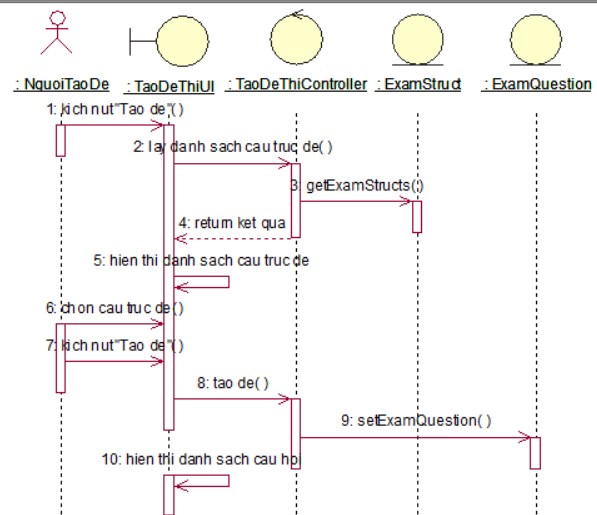 : NguoiTaoDe
: TaoDeThiUI
: TaoDeThiController
: ExamStruct
: ExamQuestion
1: kich nut"Tao de"( )
2: lay danh sach cau truc de( )
3: getExamStructs(;)
4: return ket qua
5: hien thi danh sach cau truc de
6: chon cau truc de( )
7: kich nut"Tao de"( )
8: tao de( )
9: setExamQuestion( )
10: hien thi danh sach cau hoi